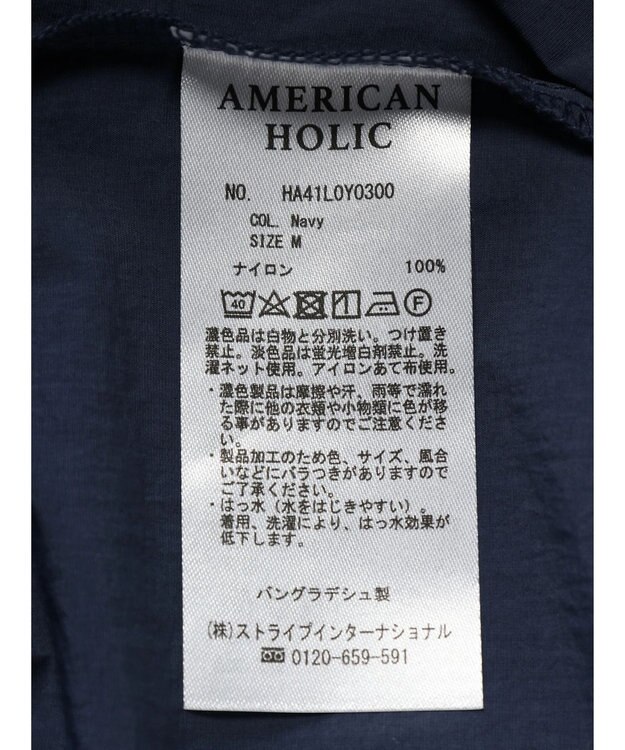 AMERICAN
HOLIC
NO. HA41L0Y0300
COL. Navy
SIZE M
ナイロン 100%
40 F
濃色品は白物と分別洗い。つけ置き
禁止。淡色品は蛍光増白剤禁止。洗
濯ネット使用。アイロンあて布使用。
・濃色製品は摩擦や汗、雨等で濡れ
た際に他の衣類や小物類に色が移
る事がありますのでご注意くださ
い。
・製品加工のため色、サイズ、風合
いなどにバラつきがありますので
ご了承ください。
・はっ水（水をはじきやすい）。
着用、洗濯により、はっ水効果が
低下します。
バングラデシュ製
(株)ストライプインターナショナル
0120-659-591